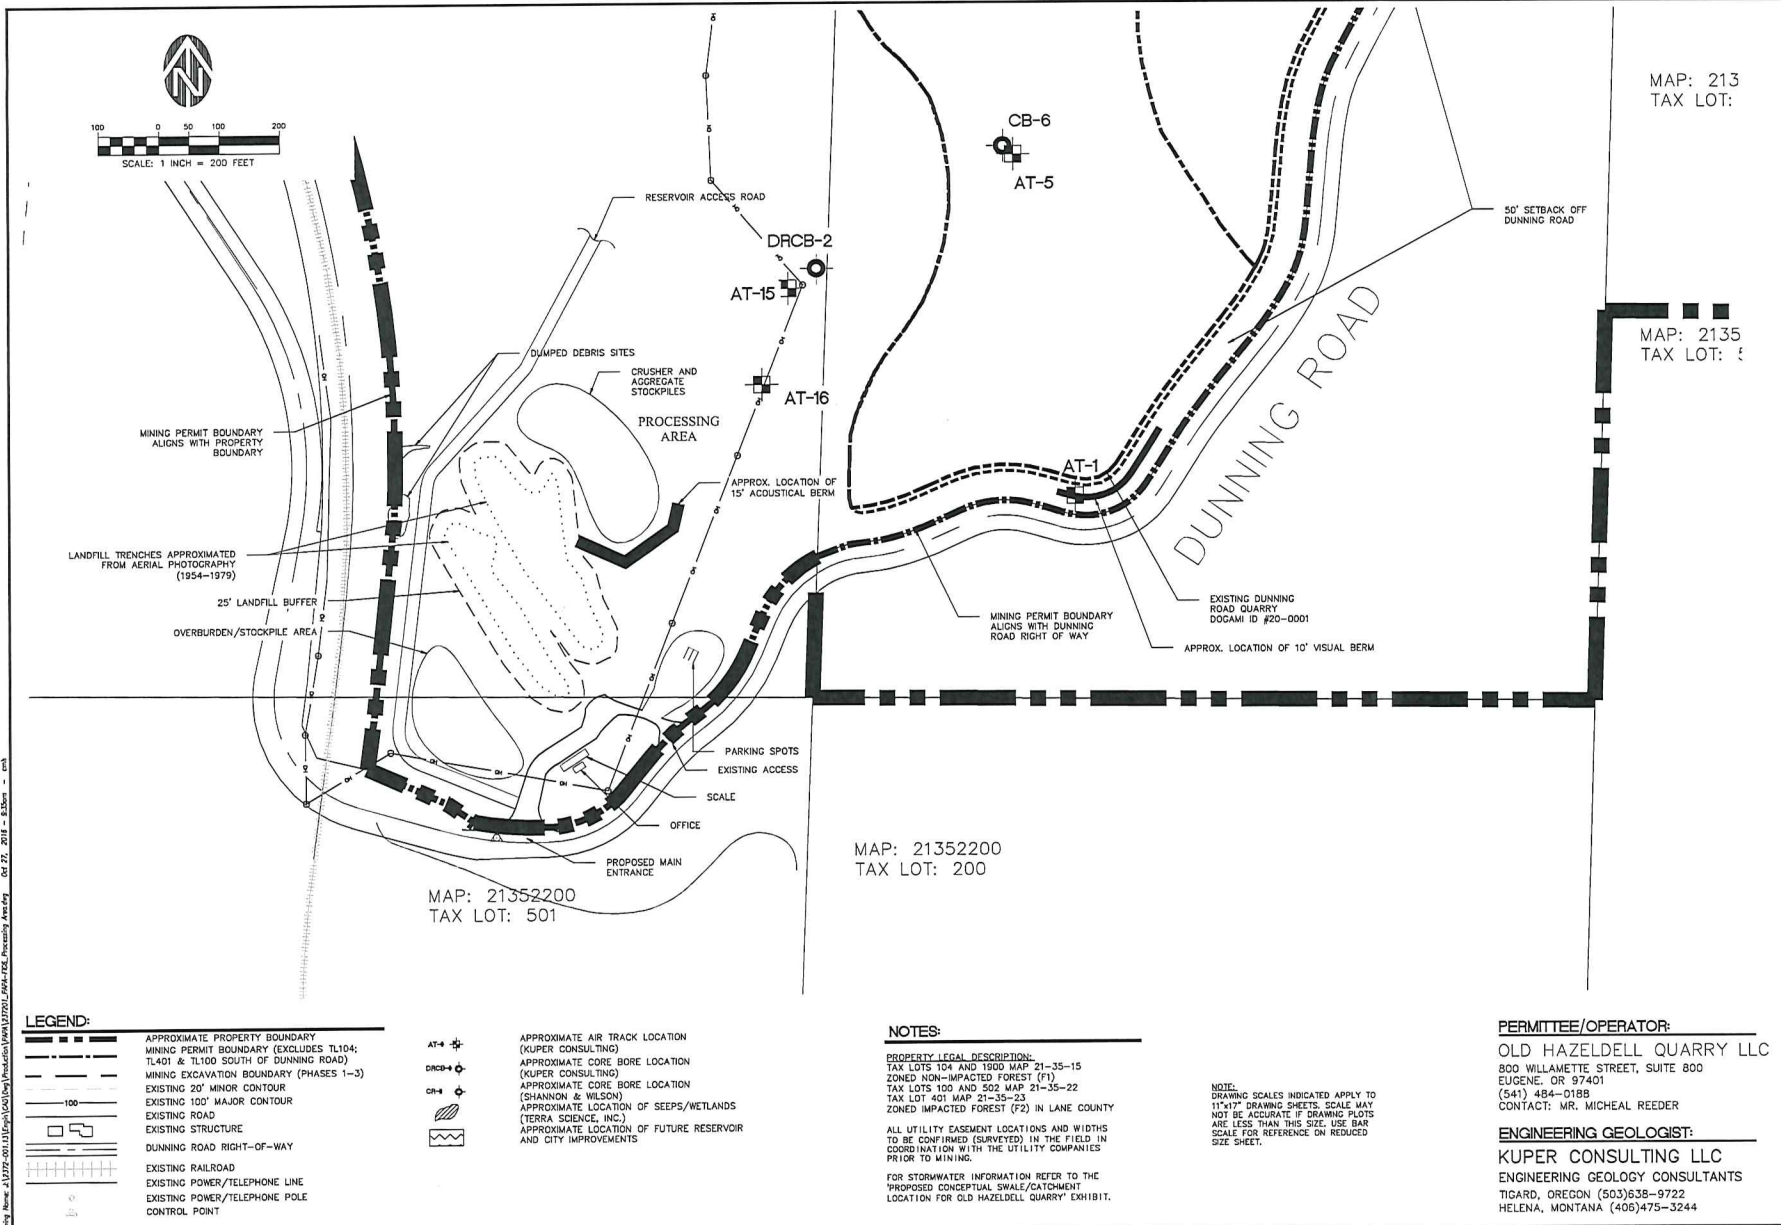 N
100 0 50 100 200
SCALE: 1 INCH = 200 FEET
MAP: 213
TAX LOT:
CB-6
AT-5
RESERVOIR ACCESS ROAD
50' SETBACK OFF
DUNNING ROAD
DRCB-2
AT-15
DUMPED DEBRIS SITES
CRUSHER AND
AGGREGATE
STOCKPILES
AT-16
PROCESSING
AREA
MAP: 2135
TAX LOT:
MINING PERMIT BOUNDARY
ALIGNS WITH PROPERTY
BOUNDARY
DUNNING ROAD
AT-1
APPROX. LOCATION OF
15' ACOUSTICAL BERM
LANDFILL TRENCHES APPROXIMATED
FROM AERIAL PHOTOGRAPHY
(1954-1979)
25' LANDFILL BUFFER
OVERBURDEN/STOCKPILE AREA
MINING PERMIT BOUNDARY
ALIGNS WITH DUNNING
ROAD RIGHT OF WAY
EXISTING DUNNING
ROAD QUARRY
DOGAMI ID #20-0001
APPROX. LOCATION OF 10' VISUAL BERM
PARKING SPOTS
EXISTING ACCESS
SCALE
OFFICE
PROPOSED MAIN
ENTRANCE
MAP: 21352200
TAX LOT: 200
MAP: 21352200
TAX LOT: 501
LEGEND:
APPROXIMATE PROPERTY BOUNDARY
MINING PERMIT BOUNDARY (EXCLUDES TL104;
TL401 & TL100 SOUTH OF DUNNING ROAD)
MINING EXCAVATION BOUNDARY (PHASES 1-3)
EXISTING 20' MINOR CONTOUR
100 EXISTING 100' MAJOR CONTOUR
EXISTING ROAD
EXISTING STRUCTURE
DUNNING ROAD RIGHT-OF-WAY
EXISTING RAILROAD
EXISTING POWER/TELEPHONE LINE
EXISTING POWER/TELEPHONE POLE
CONTROL POINT
APPROXIMATE AIR TRACK LOCATION
(KUPER CONSULTING)
APPROXIMATE CORE BORE LOCATION
(KUPER CONSULTING)
APPROXIMATE CORE BORE LOCATION
(SHANNON & WILSON)
APPROXIMATE LOCATION OF SEEPS/WETLANDS
(TERRA SCIENCE, INC.)
APPROXIMATE LOCATION OF FUTURE RESERVOIR
AND CITY IMPROVEMENTS
NOTES:
PROPERTY LEGAL DESCRIPTION:
TAX LOTS 104 AND 1900 MAP 21-35-15
ZONED NON-IMPACTED FOREST (F1)
TAX LOTS 100 AND 502 MAP 21-35-22
TAX LOT 401 MAP 21-35-23
ZONED IMPACTED FOREST (F2) IN LANE COUNTY
ALL UTILITY EASEMENT LOCATIONS AND WIDTHS
TO BE CONFIRMED (SURVEYED) IN THE FIELD IN
COORDINATION WITH THE UTILITY COMPANIES
PRIOR TO MINING.
FOR STORMWATER INFORMATION REFER TO THE
'PROPOSED CONCEPTUAL SWALE/CATCHMENT
LOCATION FOR OLD HAZELDELL QUARRY' EXHIBIT.
NOTE:
DRAWING SCALES INDICATED APPLY TO
11"x17" DRAWING SHEETS. SCALE MAY
NOT BE ACCURATE IF DRAWING PLOTS
ARE LESS THAN THIS SIZE. USE BAR
SCALE FOR REFERENCE ON REDUCED
SIZE SHEET.
PERMITTEE/OPERATOR:
OLD HAZELDELL QUARRY LLC
800 WILLAMETTE STREET, SUITE 800
EUGENE, OR 97401
(541) 484-0188
CONTACT: MR. MICHEAL REEDER
ENGINEERING GEOLOGIST:
KUPER CONSULTING LLC
ENGINEERING GEOLOGY CONSULTANTS
TIGARD, OREGON (503)638-9722
HELENA, MONTANA (406)475-3244